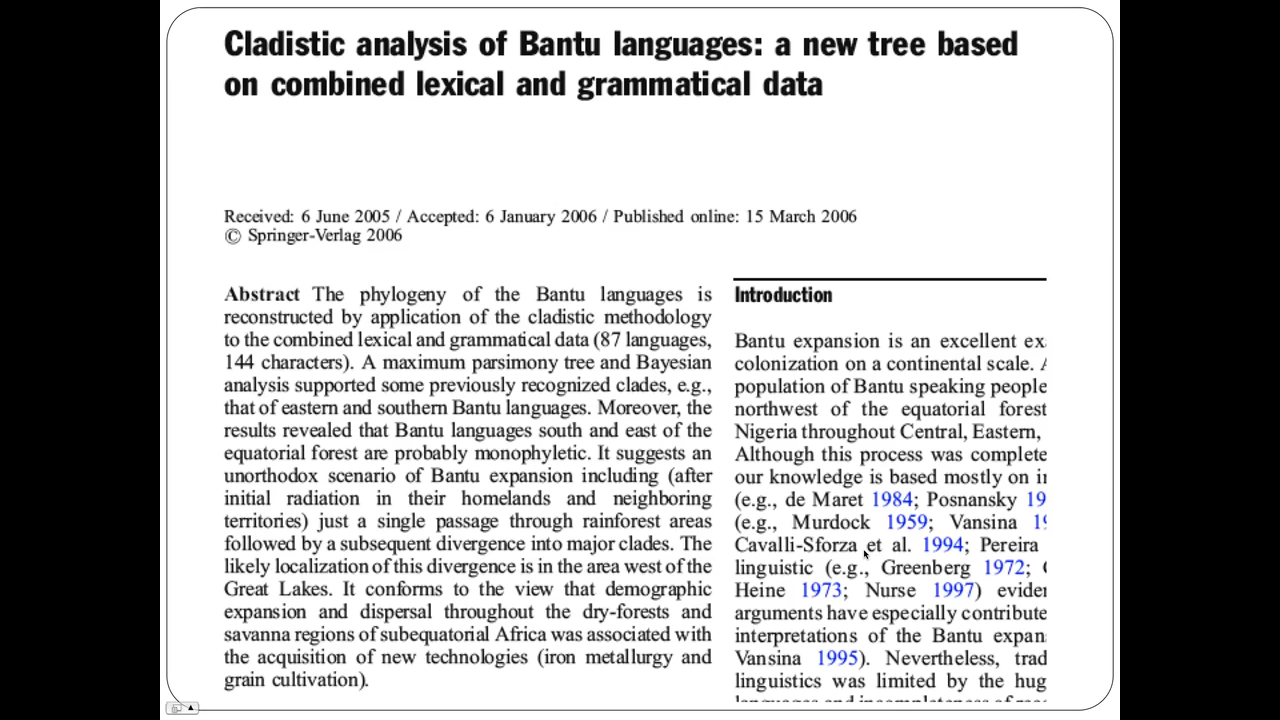 Cladistic analysis of Bantu languages: a new tree based
on combined lexical and grammatical data
Received: 6 June 2005 / Accepted: 6 January 2006 / Published online: 15 March 2006
© Springer-Verlag 2006
Abstract The phylogeny of the Bantu languages is
reconstructed by application of the cladistic methodology
to the combined lexical and grammatical data (87 languages,
144 characters). A maximum parsimony tree and Bayesian
analysis supported some previously recognized clades, e.g.,
that of eastern and southern Bantu languages. Moreover, the
results revealed that Bantu languages south and east of the
equatorial forest are probably monophyletic. It suggests an
unorthodox scenario of Bantu expansion including (after
initial radiation in their homelands and neighboring
territories) just a single passage through rainforest areas
followed by a subsequent divergence into major clades. The
likely localization of this divergence is in the area west of the
Great Lakes. It conforms to the view that demographic
expansion and dispersal throughout the dry-forests and
savanna regions of subequatorial Africa was associated with
the acquisition of new technologies (iron metallurgy and
grain cultivation).
Introduction
Bantu expansion is an excellent ex
colonization on a continental scale.
population of Bantu speaking people
northwest of the equatorial forest
Nigeria throughout Central, Eastern,
Although this process was complete
our knowledge is based mostly on
(e.g., de Maret 1984; Posnansky 19
(e.g., Murdock 1959; Vansina
Cavalli-Sforza et al. 1994; Pereira
linguistic (e.g., Greenberg 1972;
Heine 1973; Nurse 1997) eviden
arguments have especially contribute
interpretations of the Bantu expan
Vansina 1995). Nevertheless, trad
linguistics was limited by the hug